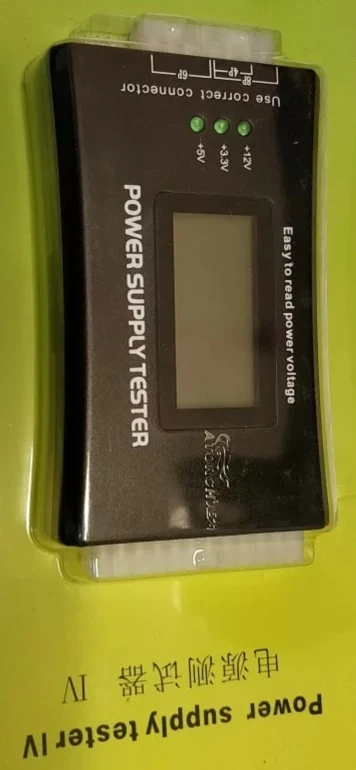 8P
4P
6P
Use correct connector
+12V
+3.3V
+5V
Easy to read power voltage
POWER SUPPLY TESTER
电源测试器 IV
Power supply tester IV